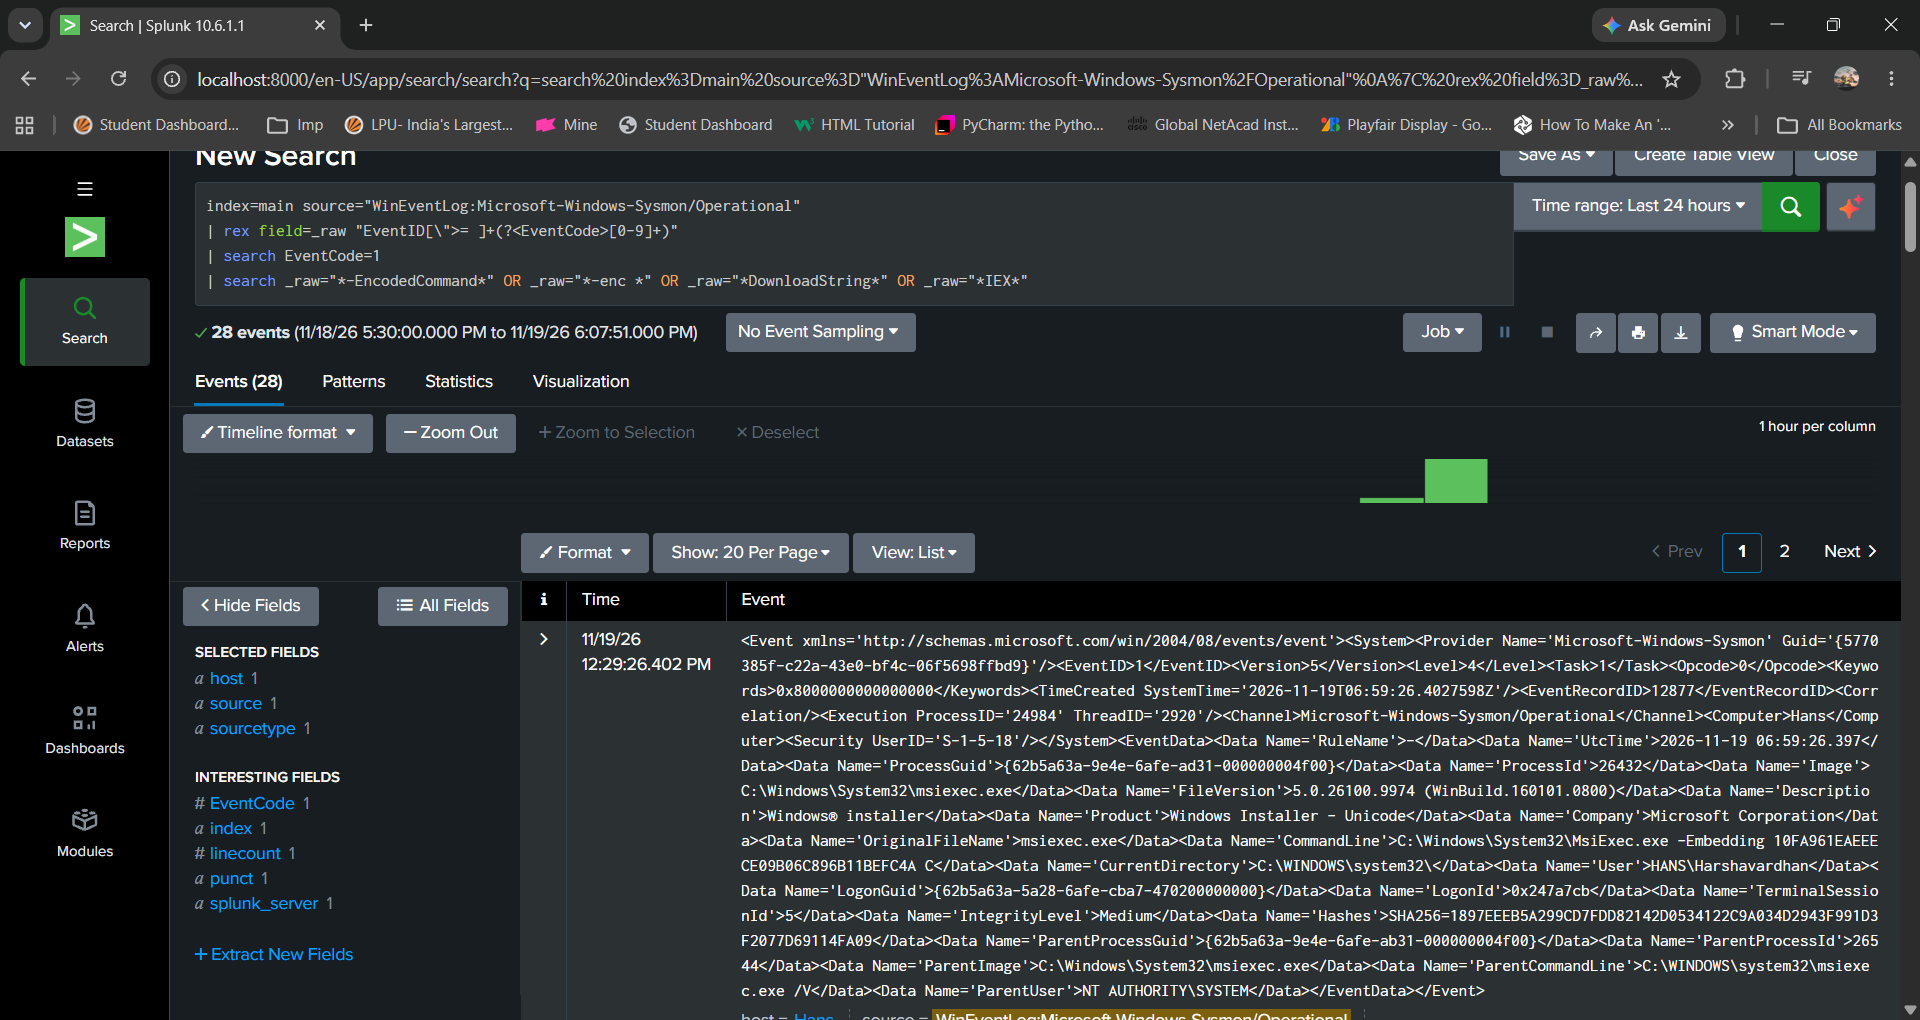 Search | Splunk 10.6.1.1
Ask Gemini
localhost:8000/en-US/app/search/search?q=search%20index%3Dmain%20source%3D"WinEventLog%3AMicrosoft-Windows-Sysmon%2FOperational"%0A%7C%20rex%20field%3D_raw%...
Student Dashboard...
Imp
LPU- India's Largest...
Mine
Student Dashboard
HTML Tutorial
PyCharm: the Pytho...
Global NetAcad Inst...
Playfair Display - Go...
How To Make An '...
All Bookmarks
New Search
Save As
Create Table View
Close
index=main source="WinEventLog:Microsoft-Windows-Sysmon/Operational"
| rex field=_raw "EventID[\">= ]+(?<EventCode>[0-9]+)"
| search EventCode=1
| search _raw="*-EncodedCommand*" OR _raw="*-enc *" OR _raw="*DownloadString*" OR _raw="*IEX*"
Time range: Last 24 hours
Search
Datasets
Reports
Alerts
Dashboards
Modules
28 events (11/18/26 5:30:00.000 PM to 11/19/26 6:07:51.000 PM)
No Event Sampling
Job
Smart Mode
Events (28)
Patterns
Statistics
Visualization
Timeline format
— Zoom Out
+ Zoom to Selection
× Deselect
1 hour per column
Format
Show: 20 Per Page
View: List
< Prev
1
2
Next >
< Hide Fields
All Fields
SELECTED FIELDS
a host 1
a source 1
a sourcetype 1
INTERESTING FIELDS
# EventCode 1
a index 1
# linecount 1
a punct 1
a splunk_server 1
+ Extract New Fields
i
Time
Event
11/19/26
12:29:26.402 PM
<Event xmlns='http://schemas.microsoft.com/win/2004/08/events/event'><System><Provider Name='Microsoft-Windows-Sysmon' Guid='{5770
385f-c22a-43e0-bf4c-06f5698ffbd9}'/><EventID>1</EventID><Version>5</Version><Level>4</Level><Task>1</Task><Opcode>0</Opcode><Keywo
rds>0x8000000000000000</Keywords><TimeCreated SystemTime='2026-11-19T06:59:26.4027598Z'/><EventRecordID>12877</EventRecordID><Corr
elation/><Execution ProcessID='24984' ThreadID='2920'/><Channel>Microsoft-Windows-Sysmon/Operational</Channel><Computer>Hans</Comp
uter><Security UserID='S-1-5-18'/></System><EventData><Data Name='RuleName'>-</Data><Data Name='UtcTime'>2026-11-19 06:59:26.397</
Data><Data Name='ProcessGuid'>{62b5a63a-9e4e-6afe-ad31-000000004f00}</Data><Data Name='ProcessId'>26432</Data><Data Name='Image'>
C:\Windows\System32\msiexec.exe</Data><Data Name='FileVersion'>5.0.26100.9974 (WinBuild.160101.0800)</Data><Data Name='Descriptio
n'>Windows® installer</Data><Data Name='Product'>Windows Installer - Unicode</Data><Data Name='Company'>Microsoft Corporation</Dat
a><Data Name='OriginalFileName'>msiexec.exe</Data><Data Name='CommandLine'>C:\Windows\System32\MsiExec.exe -Embedding 10FA961EAEEE
CE09B06C896B11BEFC4A C</Data><Data Name='CurrentDirectory'>C:\WINDOWS\system32\</Data><Data Name='User'>HANS\Harshavardhan</Data><
Data Name='LogonGuid'>{62b5a63a-5a28-6afe-cba7-470200000000}</Data><Data Name='LogonId'>0x247a7cb</Data><Data Name='TerminalSessio
nId'>5</Data><Data Name='IntegrityLevel'>Medium</Data><Data Name='Hashes'>SHA256=1897EEEB5A299CD7FDD82142D0534122C9A034D2943F991D3
F2077D69114FA09</Data><Data Name='ParentProcessGuid'>{62b5a63a-9e4e-6afe-ab31-000000004f00}</Data><Data Name='ParentProcessId'>265
44</Data><Data Name='ParentImage'>C:\Windows\System32\msiexec.exe</Data><Data Name='ParentCommandLine'>C:\WINDOWS\system32\msiexe
c.exe /V</Data><Data Name='ParentUser'>NT AUTHORITY\SYSTEM</Data></EventData></Event>
host = Hans source = WinEventLog:Microsoft-Windows-Sysmon/Operational